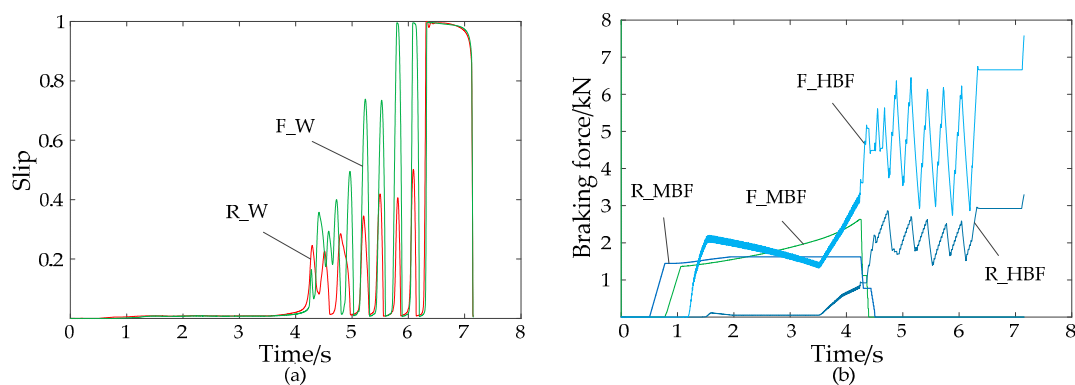 1
0.8
0.6
0.4
0.2
0 1 2 3 4 5 6 7 8
Slip
Time/s
F_W
R_W
(a)
8
7
6
5
4
3
2
1
0 1 2 3 4 5 6 7 8
Braking force/kN
Time/s
F_HBF
R_MBF
F_MBF
R_HBF
(b)